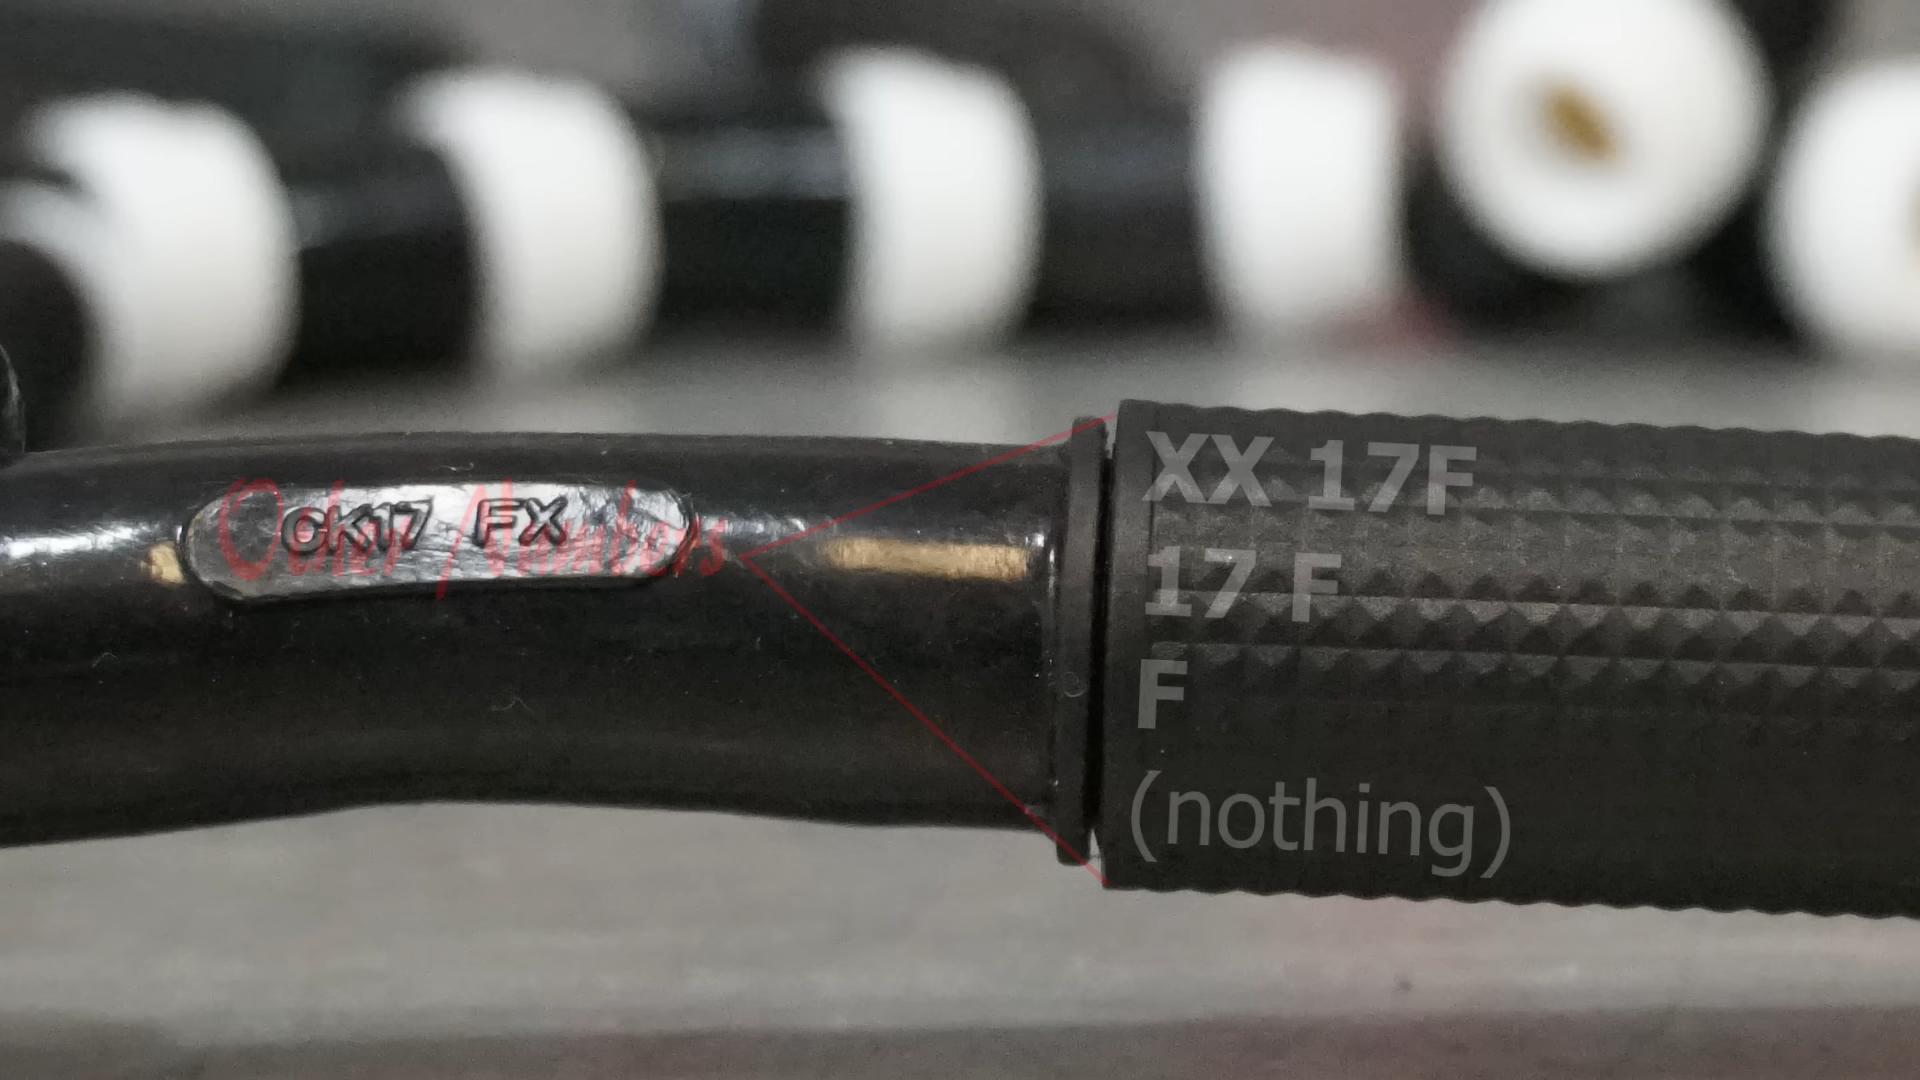 CK17 FX
Other Numbers
XX 17F
17 F
F
(nothing)